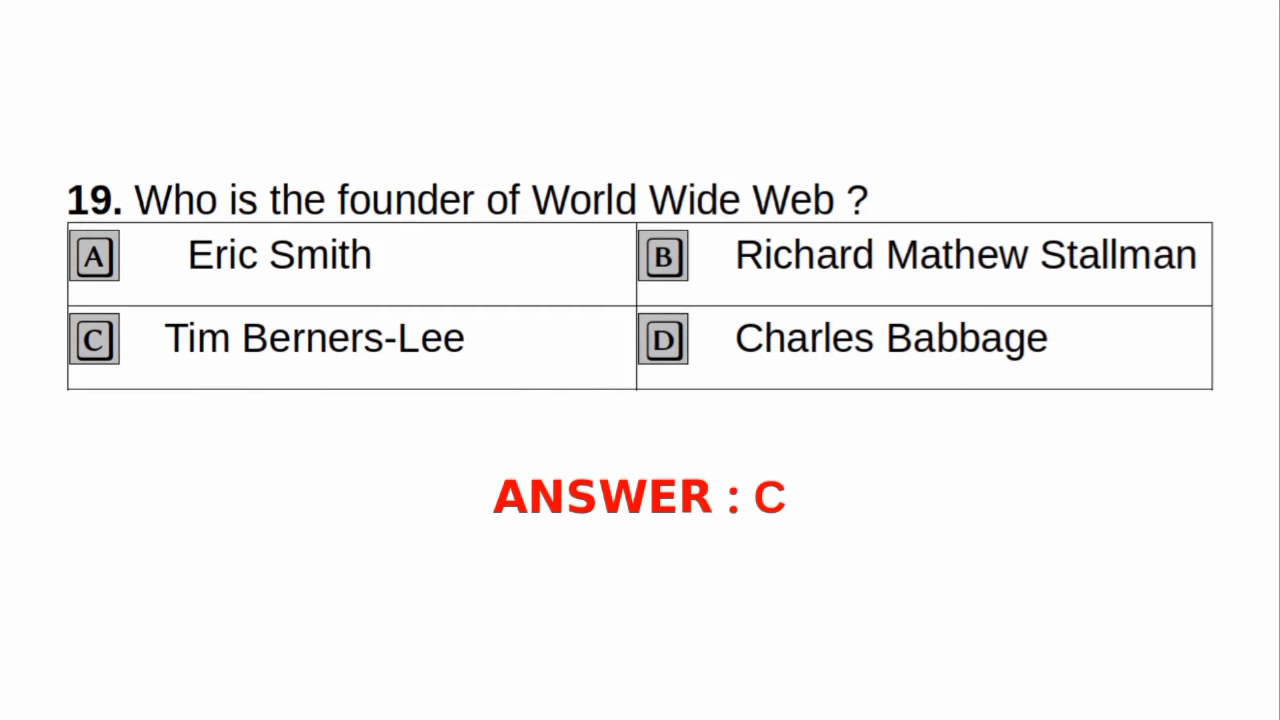 19. Who is the founder of World Wide Web ?
A Eric Smith B Richard Mathew Stallman
C Tim Berners-Lee D Charles Babbage
ANSWER : C